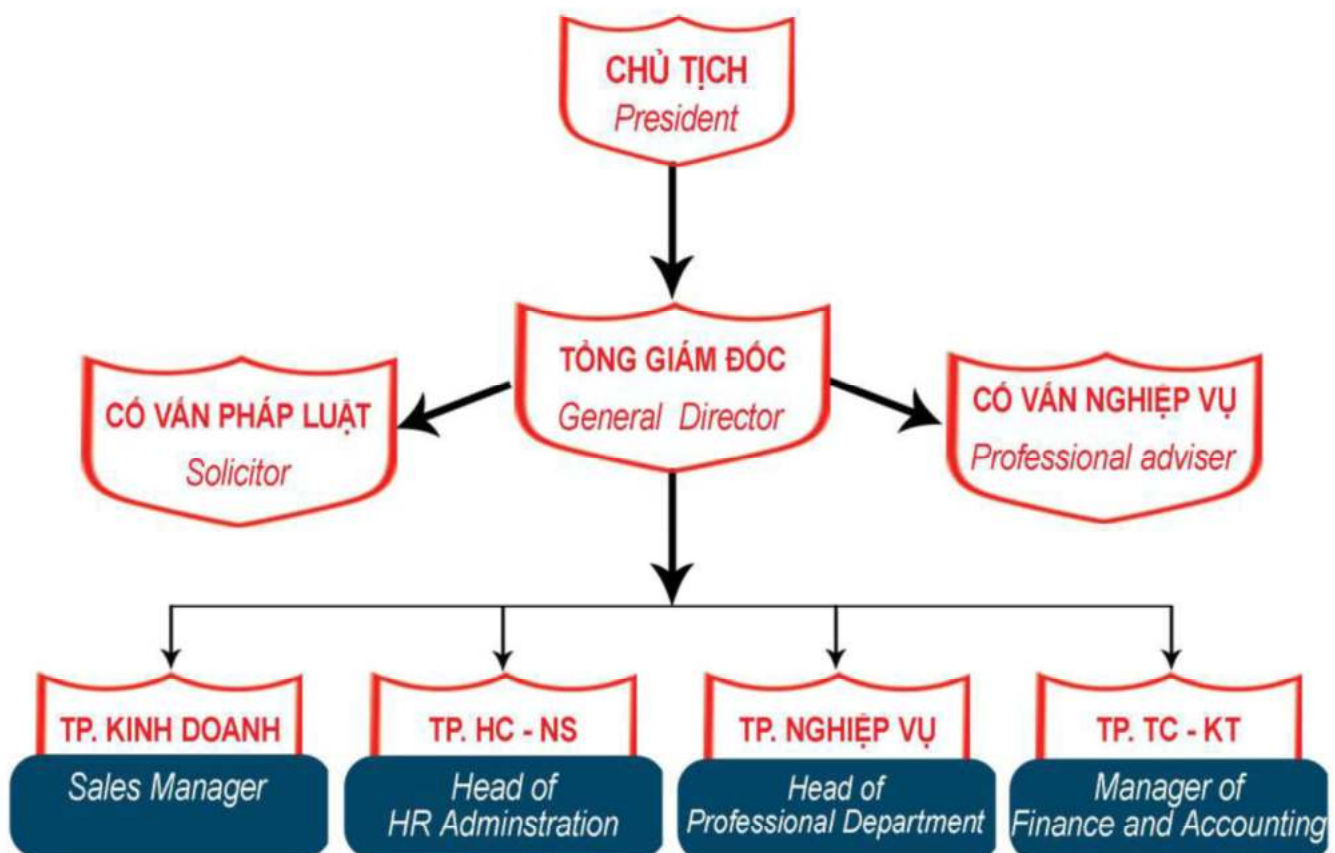 CHỦ TỊCH
President
TỔNG GIÁM ĐỐC
General Director
CỐ VẤN PHÁP LUẬT
Solicitor
CỐ VẤN NGHIỆP VỤ
Professional adviser
TP. KINH DOANH
Sales Manager
TP. HC - NS
Head of
HR Adminstration
TP. NGHIỆP VỤ
Head of
Professional Department
TP. TC - KT
Manager of
Finance and Accounting